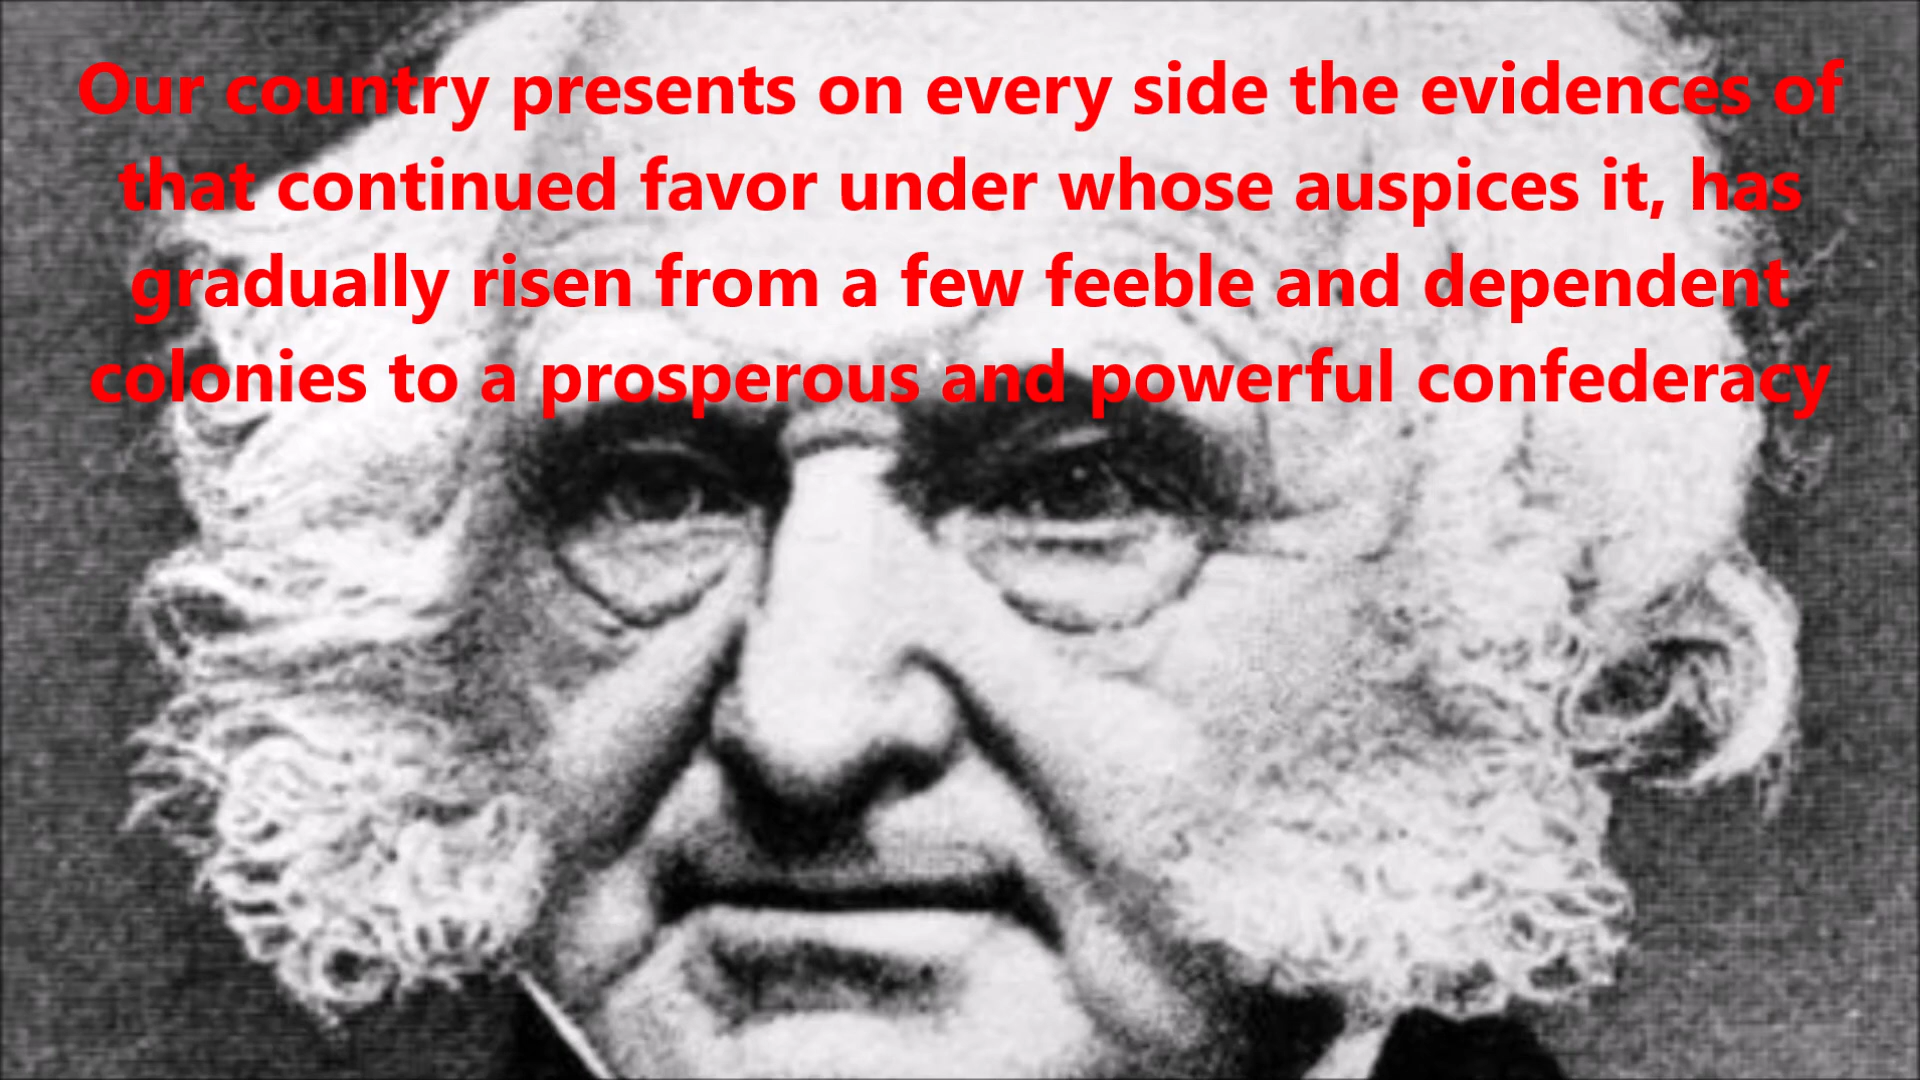 Our country presents on every side the evidences of
that continued favor under whose auspices it, has
gradually risen from a few feeble and dependent
colonies to a prosperous and powerful confederacy